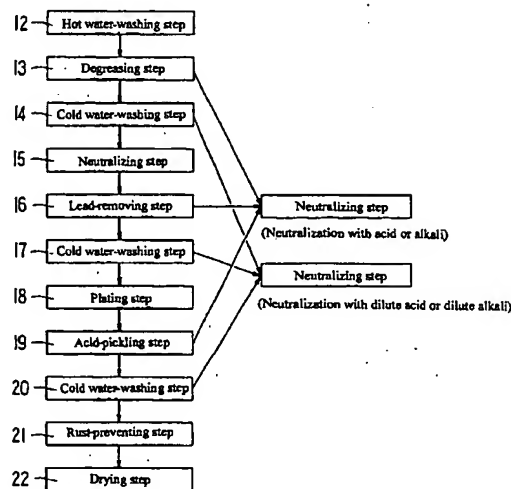 12 Hot water-washing step
13 Degreasing step
14 Cold water-washing step
15 Neutralizing step
16 Lead-removing step
Neutralizing step
(Neutralization with acid or alkali)
17 Cold water-washing step
Neutralizing step
(Neutralization with dilute acid or dilute alkali)
18 Plating step
19 Acid-pickling step
20 Cold water-washing step
21 Rust-preventing step
22 Drying step